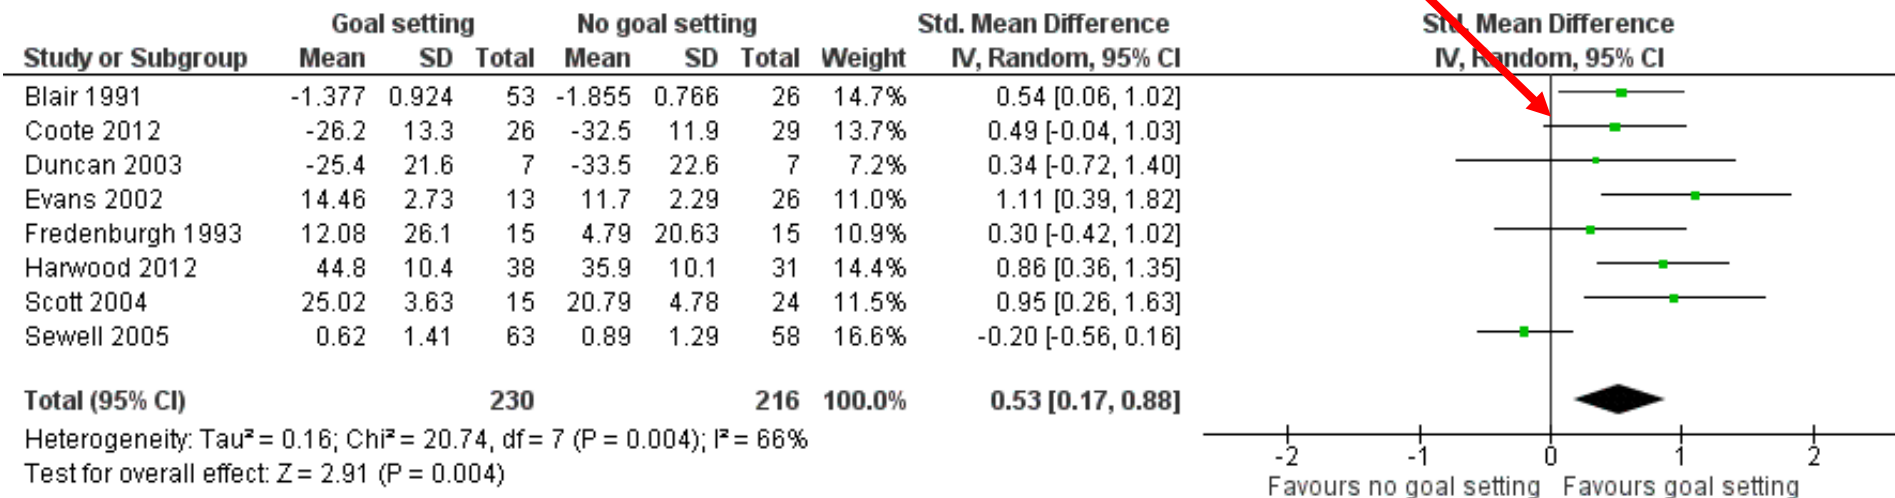 Goal setting No goal setting Std. Mean Difference Std. Mean Difference
Study or Subgroup Mean SD Total Mean SD Total Weight IV, Random, 95% CI IV, Random, 95% CI
Blair 1991 -1.377 0.924 53 -1.855 0.766 26 14.7% 0.54 [0.06, 1.02]
Coote 2012 -26.2 13.3 26 -32.5 11.9 29 13.7% 0.49 [-0.04, 1.03]
Duncan 2003 -25.4 21.6 7 -33.5 22.6 7 7.2% 0.34 [-0.72, 1.40]
Evans 2002 14.46 2.73 13 11.7 2.29 26 11.0% 1.11 [0.39, 1.82]
Fredenburgh 1993 12.08 26.1 15 4.79 20.63 15 10.9% 0.30 [-0.42, 1.02]
Harwood 2012 44.8 10.4 38 35.9 10.1 31 14.4% 0.86 [0.36, 1.35]
Scott 2004 25.02 3.63 15 20.79 4.78 24 11.5% 0.95 [0.26, 1.63]
Sewell 2005 0.62 1.41 63 0.89 1.29 58 16.6% -0.20 [-0.56, 0.16]
Total (95% CI) 230 216 100.0% 0.53 [0.17, 0.88]
Heterogeneity: Tau² = 0.16; Chi² = 20.74, df = 7 (P = 0.004); I² = 66%
Test for overall effect: Z = 2.91 (P = 0.004)
-2 -1 0 1 2
Favours no goal setting Favours goal setting